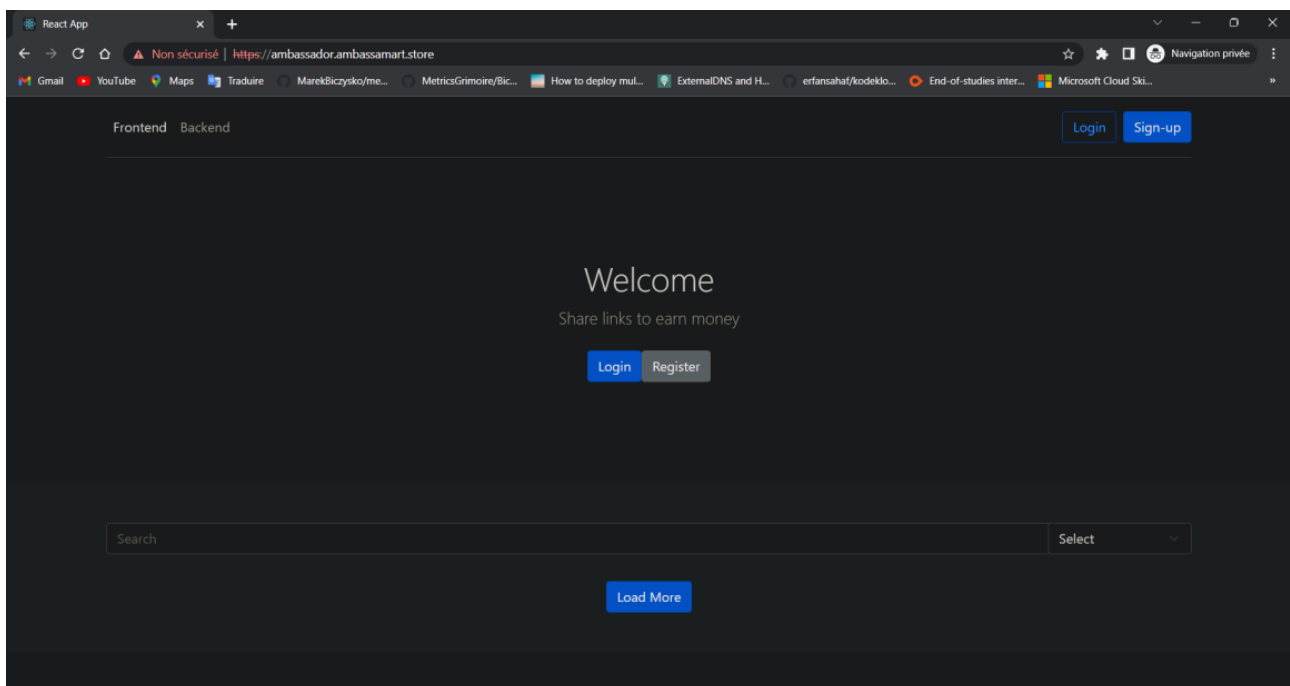 React App
Non sécurisé | https://ambassador.ambassamart.store
Navigation privée
Gmail YouTube Maps Traduire MarekBiczysko/me... MetricsGrimoire/Bic... How to deploy mul... ExternalDNS and H... erfansahaf/kodeklo... End-of-studies inter... Microsoft Cloud Ski... »
Frontend Backend Login Sign-up
Welcome
Share links to earn money
Login Register
Search Select
Load More